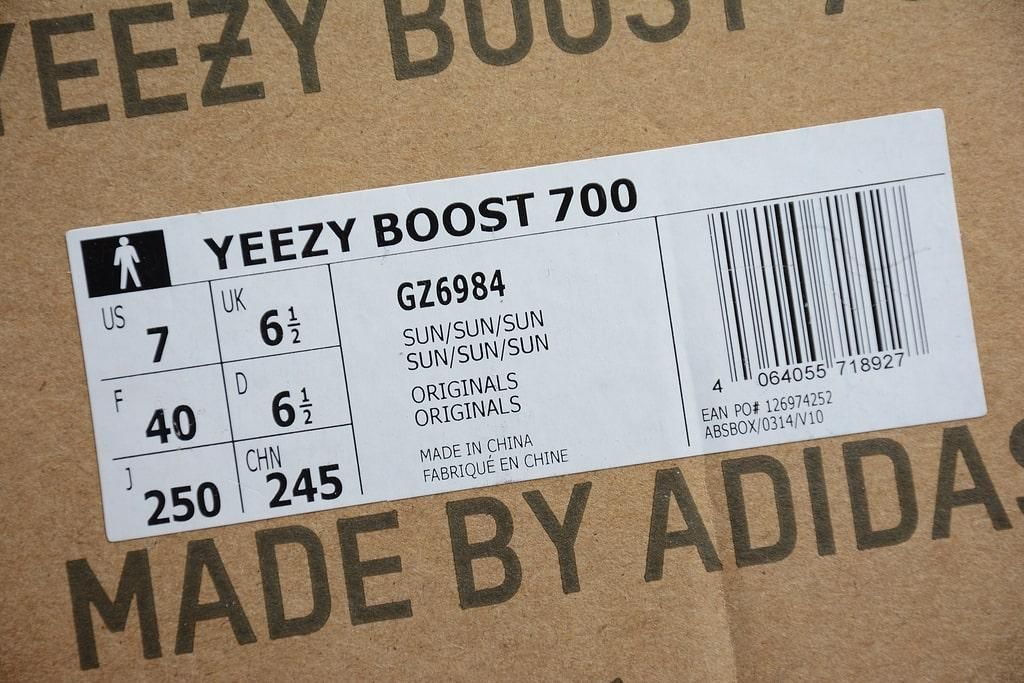 YEEZY BOOST 70
YEEZY BOOST 700
US 7 UK 6 1/2
F 40 D 6 1/2
J 250 CHN 245
GZ6984
SUN/SUN/SUN
SUN/SUN/SUN
ORIGINALS
ORIGINALS
MADE IN CHINA
FABRIQUÉ EN CHINE
4 064055 718927
EAN PO# 126974252
ABSBOX/0314/V10
MADE BY ADIDAS